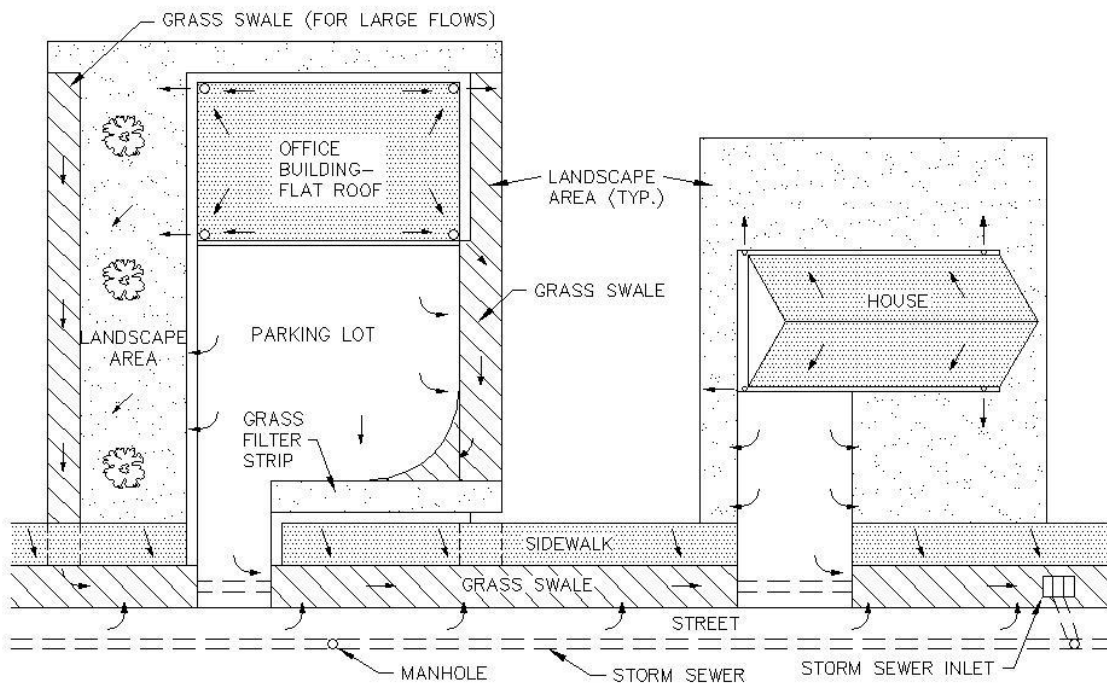 GRASS SWALE (FOR LARGE FLOWS)
OFFICE
BUILDING-
FLAT ROOF
LANDSCAPE
AREA (TYP.)
GRASS SWALE
HOUSE
PARKING LOT
LANDSCAPE
AREA
GRASS
FILTER
STRIP
SIDEWALK
GRASS SWALE
STREET
MANHOLE
STORM SEWER
STORM SEWER INLET